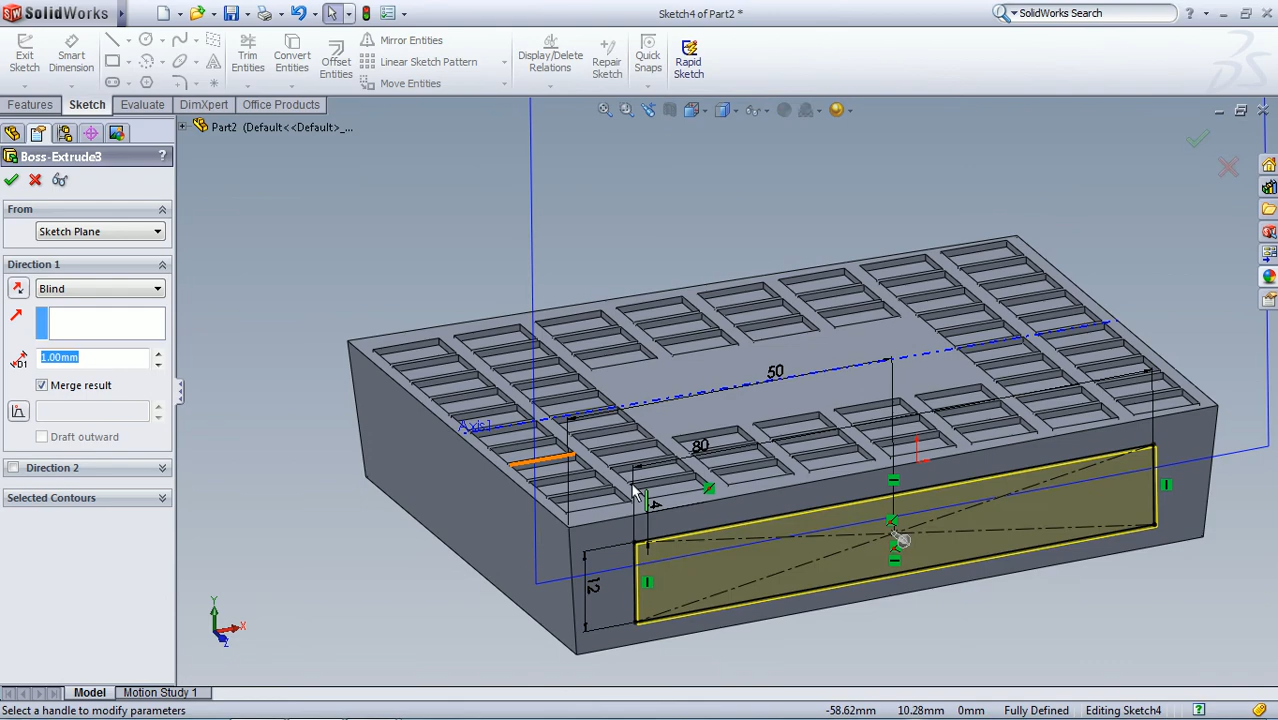 SolidWorks
Sketch4 of Part2 *
SolidWorks Search
Exit Sketch
Smart Dimension
Trim Entities
Convert Entities
Offset Entities
Mirror Entities
Linear Sketch Pattern
Move Entities
Display/Delete Relations
Repair Sketch
Quick Snaps
Rapid Sketch
Features
Sketch
Evaluate
DimXpert
Office Products
Part2 (Default<<Default>_...
Boss-Extrude3
?
From
Sketch Plane
Direction 1
Blind
D1
1.00mm
Merge result
Draft outward
Direction 2
Selected Contours
50
Axis1
80
4
12
Y
X
Z
Model
Motion Study 1
Select a handle to modify parameters
-58.62mm
10.28mm
0mm
Fully Defined
Editing Sketch4
?